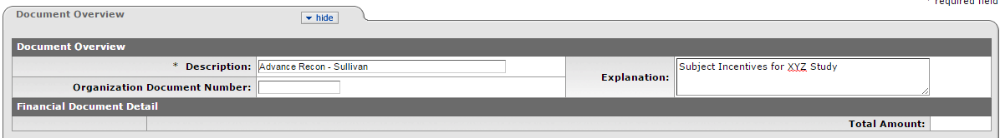 * required field
Document Overview
hide
Document Overview
* Description: Advance Recon - Sullivan
Explanation: Subject Incentives for XYZ Study
Organization Document Number:
Financial Document Detail
Total Amount: